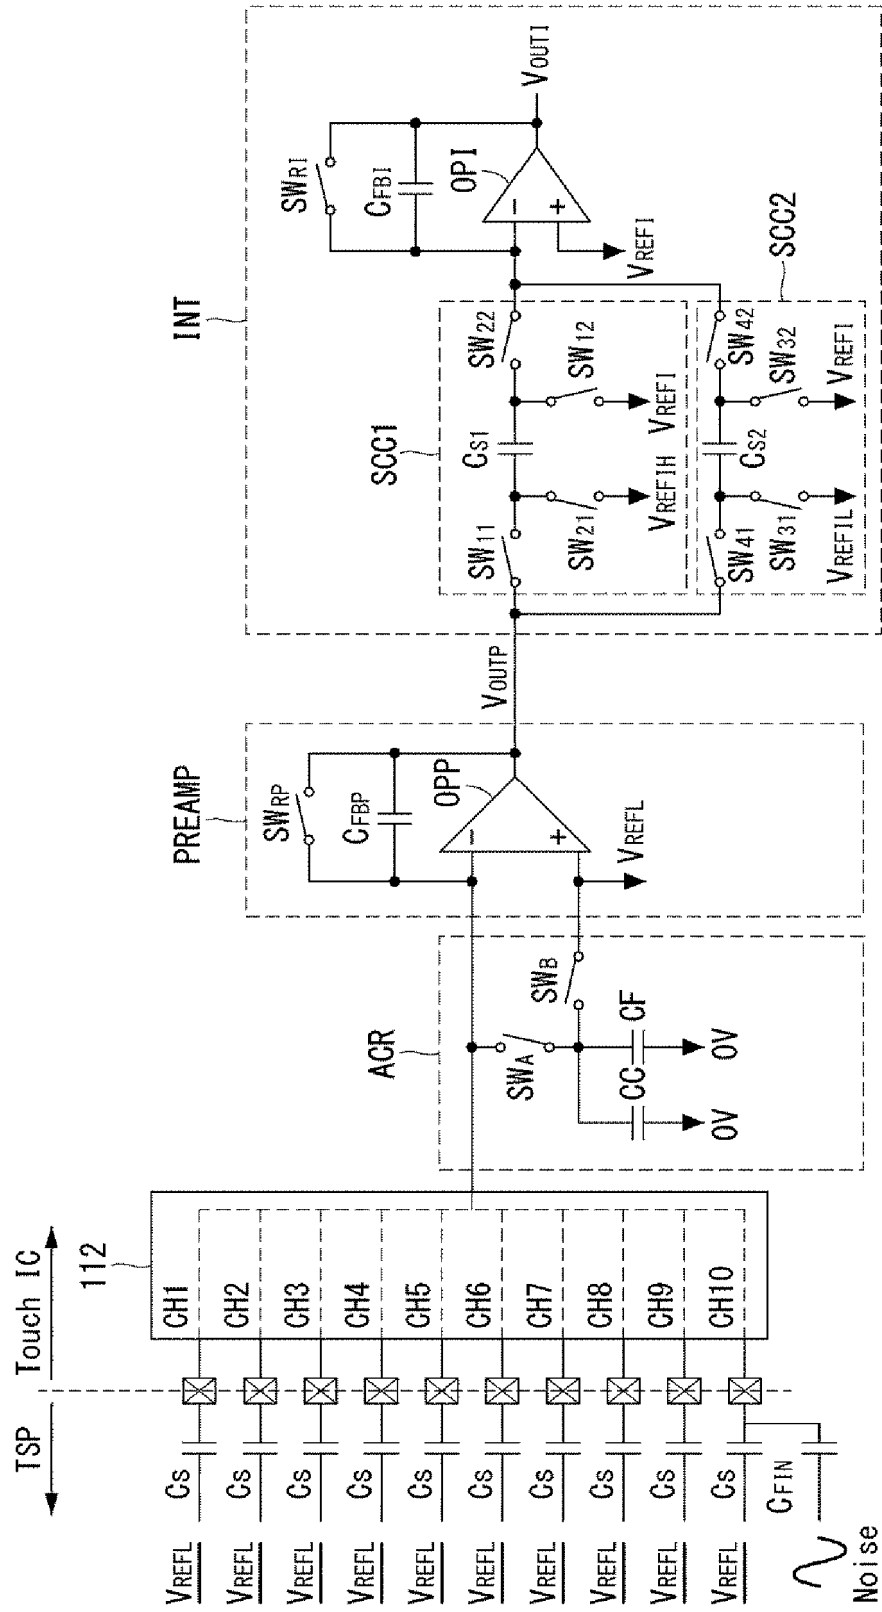 TSP
Touch IC
112
PREAMP
INT
VREFL
Cs
CH1
VREFL
Cs
CH2
VREFL
Cs
CH3
VREFL
Cs
CH4
VREFL
Cs
CH5
VREFL
Cs
CH6
VREFL
Cs
CH7
VREFL
Cs
CH8
VREFL
Cs
CH9
VREFL
Cs
CH10
CFIN
Noise
ACR
SWA
SWB
CC
CF
0V
0V
SWRP
CFBP
OPP
-
+
VREFL
VOUTP
SCC1
SW11
CS1
SW22
SW21
SW12
VREFIH
VREFI
SW41
CS2
SW42
SW31
SW32
VREFIL
VREFI
SCC2
SWRI
CFBI
OPI
-
+
VREFI
VOUTI